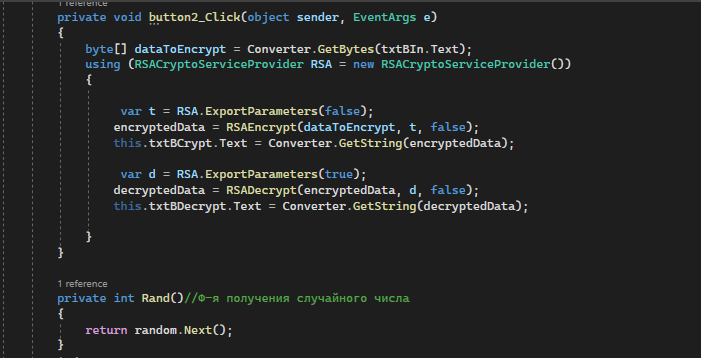 1 reference
private void button2_Click(object sender, EventArgs e)
{
byte[] dataToEncrypt = Converter.GetBytes(txtBIn.Text);
using (RSACryptoServiceProvider RSA = new RSACryptoServiceProvider())
{
var t = RSA.ExportParameters(false);
encryptedData = RSAEncrypt(dataToEncrypt, t, false);
this.txtBCrypt.Text = Converter.GetString(encryptedData);
var d = RSA.ExportParameters(true);
decryptedData = RSADecrypt(encryptedData, d, false);
this.txtBDecrypt.Text = Converter.GetString(decryptedData);
}
}
1 reference
private int Rand()//Ф-я получения случайного числа
{
return random.Next();
}